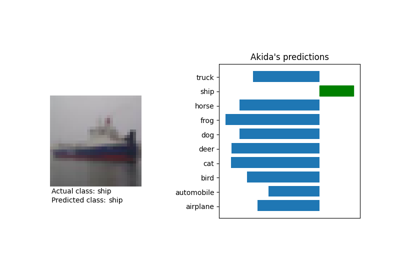 Akida's predictions
truck
ship
horse
frog
dog
deer
cat
bird
automobile
airplane
Actual class: ship
Predicted class: ship